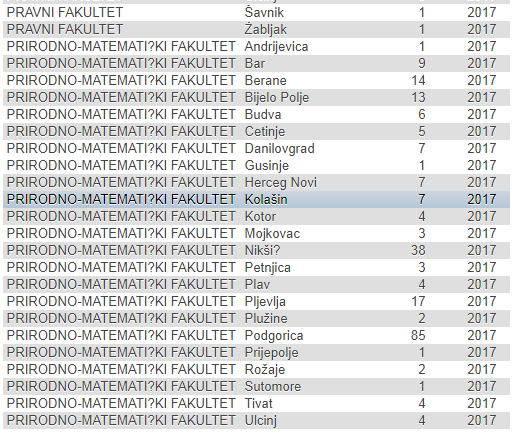 PRAVNI FAKULTET Šavnik 1 2017
PRAVNI FAKULTET Žabljak 1 2017
PRIRODNO-MATEMATI?KI FAKULTET Andrijevica 1 2017
PRIRODNO-MATEMATI?KI FAKULTET Bar 9 2017
PRIRODNO-MATEMATI?KI FAKULTET Berane 14 2017
PRIRODNO-MATEMATI?KI FAKULTET Bijelo Polje 13 2017
PRIRODNO-MATEMATI?KI FAKULTET Budva 6 2017
PRIRODNO-MATEMATI?KI FAKULTET Cetinje 5 2017
PRIRODNO-MATEMATI?KI FAKULTET Danilovgrad 7 2017
PRIRODNO-MATEMATI?KI FAKULTET Gusinje 1 2017
PRIRODNO-MATEMATI?KI FAKULTET Herceg Novi 7 2017
PRIRODNO-MATEMATI?KI FAKULTET Kolašin 7 2017
PRIRODNO-MATEMATI?KI FAKULTET Kotor 4 2017
PRIRODNO-MATEMATI?KI FAKULTET Mojkovac 3 2017
PRIRODNO-MATEMATI?KI FAKULTET Nikši? 38 2017
PRIRODNO-MATEMATI?KI FAKULTET Petnjica 3 2017
PRIRODNO-MATEMATI?KI FAKULTET Plav 4 2017
PRIRODNO-MATEMATI?KI FAKULTET Pljevlja 17 2017
PRIRODNO-MATEMATI?KI FAKULTET Plužine 2 2017
PRIRODNO-MATEMATI?KI FAKULTET Podgorica 85 2017
PRIRODNO-MATEMATI?KI FAKULTET Prijepolje 1 2017
PRIRODNO-MATEMATI?KI FAKULTET Rožaje 2 2017
PRIRODNO-MATEMATI?KI FAKULTET Sutomore 1 2017
PRIRODNO-MATEMATI?KI FAKULTET Tivat 4 2017
PRIRODNO-MATEMATI?KI FAKULTET Ulcinj 4 2017